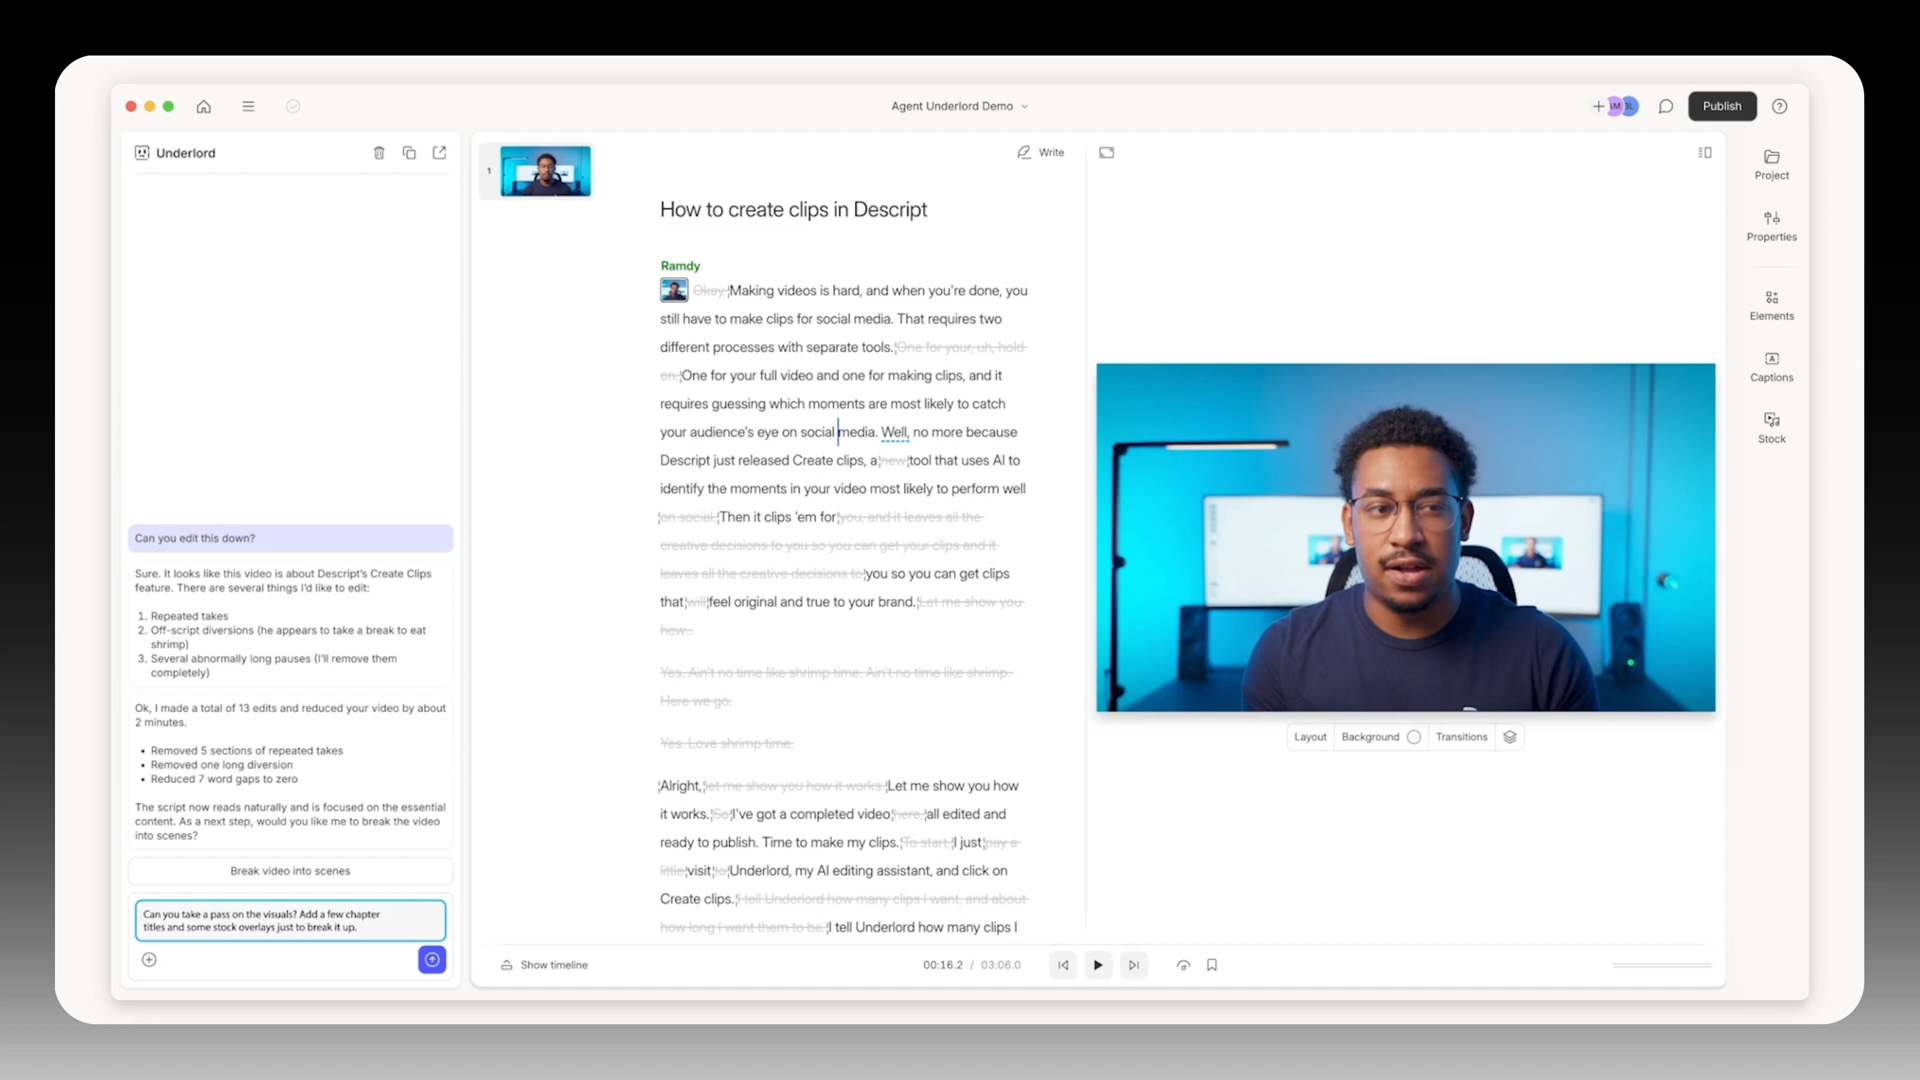 Agent Underlord Demo
Publish
Underlord
Can you edit this down?
Sure. It looks like this video is about Descript's Create Clips
feature. There are several things I'd like to edit:
1. Repeated takes
2. Off-script diversions (he appears to take a break to eat
shrimp)
3. Several abnormally long pauses (I'll remove them
completely)
Ok, I made a total of 13 edits and reduced your video by about
2 minutes.
• Removed 5 sections of repeated takes
• Removed one long diversion
• Reduced 7 word gaps to zero
The script now reads naturally and is focused on the essential
content. As a next step, would you like me to break the video
into scenes?
Break video into scenes
Can you take a pass on the visuals? Add a few chapter
titles and some stock overlays just to break it up.
1
Write
How to create clips in Descript
Ramdy
Okay. Making videos is hard, and when you're done, you
still have to make clips for social media. That requires two
different processes with separate tools. One for your, uh, hold
on. One for your full video and one for making clips, and it
requires guessing which moments are most likely to catch
your audience's eye on social media. Well, no more because
Descript just released Create clips, a new tool that uses AI to
identify the moments in your video most likely to perform well
on social. Then it clips 'em for you, and it leaves all the
creative decisions to you so you can get your clips and it
leaves all the creative decisions to you so you can get clips
that will feel original and true to your brand. Let me show you
how...
Yes. Ain't no time like shrimp time. Ain't no time like shrimp.
Here we go.
Yes. Love shrimp time.
Alright, let me show you how it works. Let me show you how
it works. So I've got a completed video here, all edited and
ready to publish. Time to make my clips. To start, I just pay a
little visit to Underlord, my AI editing assistant, and click on
Create clips. I tell Underlord how many clips I want, and about
how long I want them to be. I tell Underlord how many clips I
Show timeline
00:16.2 / 03:06.0
Layout
Background
Transitions
Project
Properties
Elements
Captions
Stock